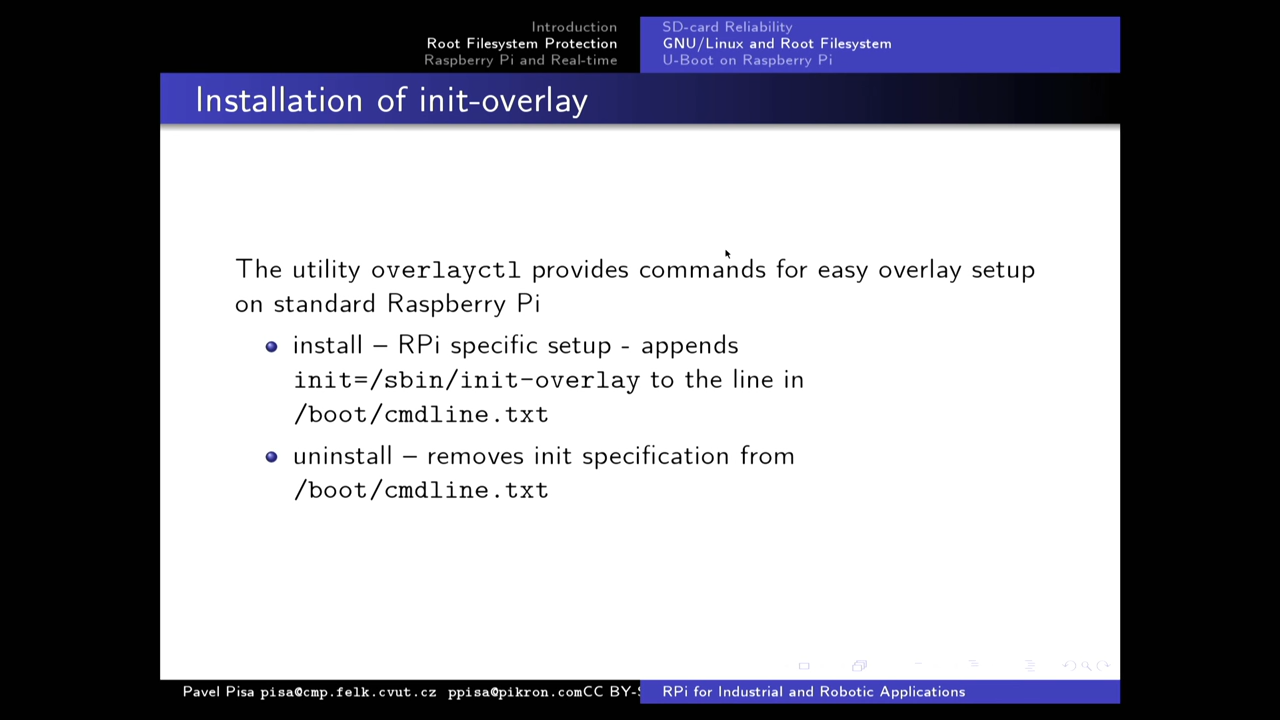 Introduction
Root Filesystem Protection
Raspberry Pi and Real-time
SD-card Reliability
GNU/Linux and Root Filesystem
U-Boot on Raspberry Pi
Installation of init-overlay
The utility overlayctl provides commands for easy overlay setup
on standard Raspberry Pi
install – RPi specific setup - appends
init=/sbin/init-overlay to the line in
/boot/cmdline.txt
uninstall – removes init specification from
/boot/cmdline.txt
Pavel Pisa pisa@cmp.felk.cvut.cz ppisa@pikron.comCC BY-
RPi for Industrial and Robotic Applications